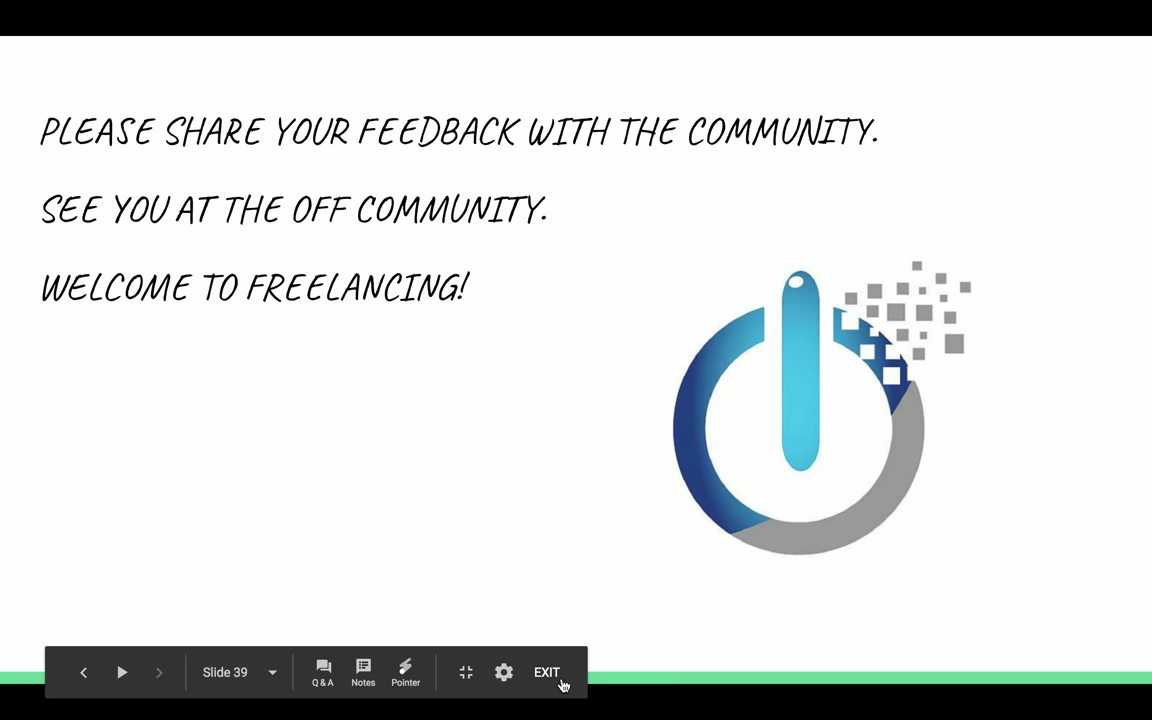 PLEASE SHARE YOUR FEEDBACK WITH THE COMMUNITY.
SEE YOU AT THE OFF COMMUNITY.
WELCOME TO FREELANCING!
Slide 39
Q & A
Notes
Pointer
EXIT